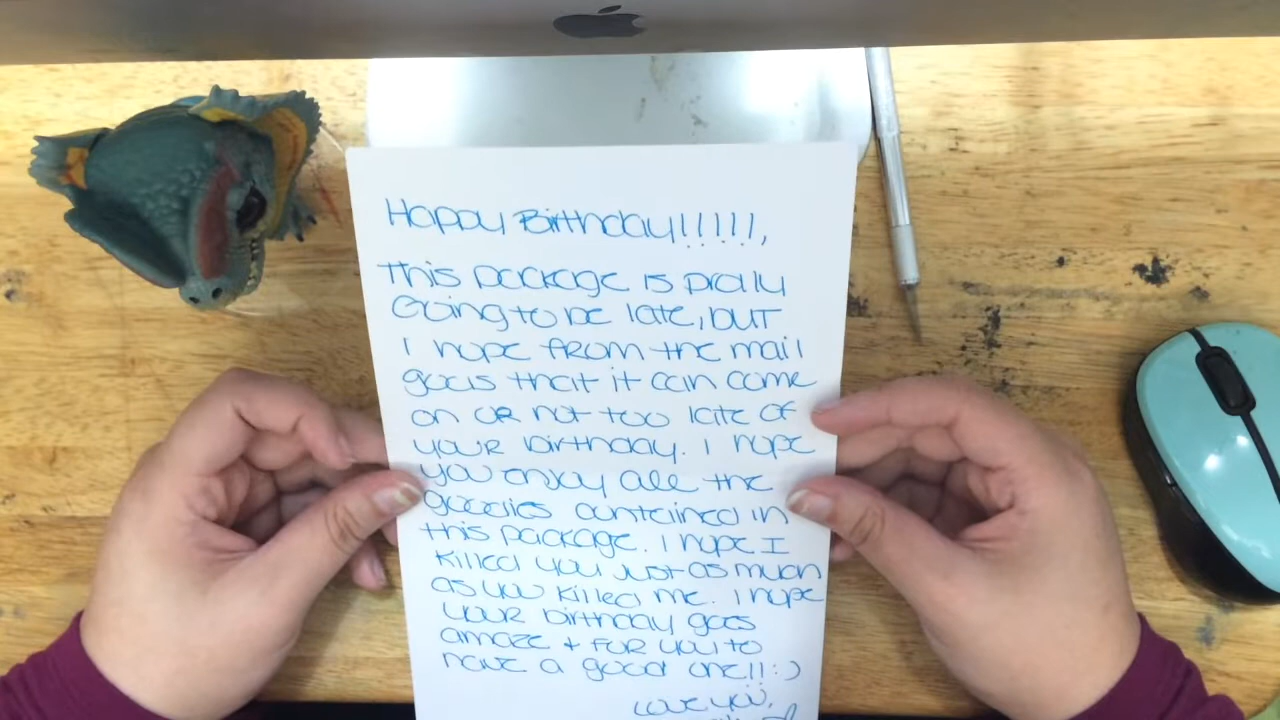 Happy Birthday!!!!!!,
This package is prolly
Going to be late, but
I hope from the mail
gods that it can come
on or not too late of
your birthday. I hope
you enjoy all the
goodies contained in
this package. I hope I
killed you just as much
as you killed me. I hope
your birthday goes
amaze + for you to
have a good one!! :)
Love you,